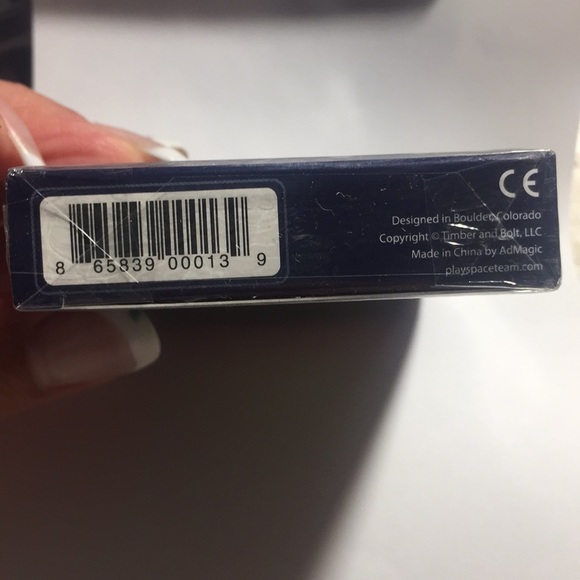 CE
Designed in Boulder, Colorado
Copyright © Timber and Bolt, LLC
Made in China by AdMagic
playspaceteam.com
8 65839 00013 9